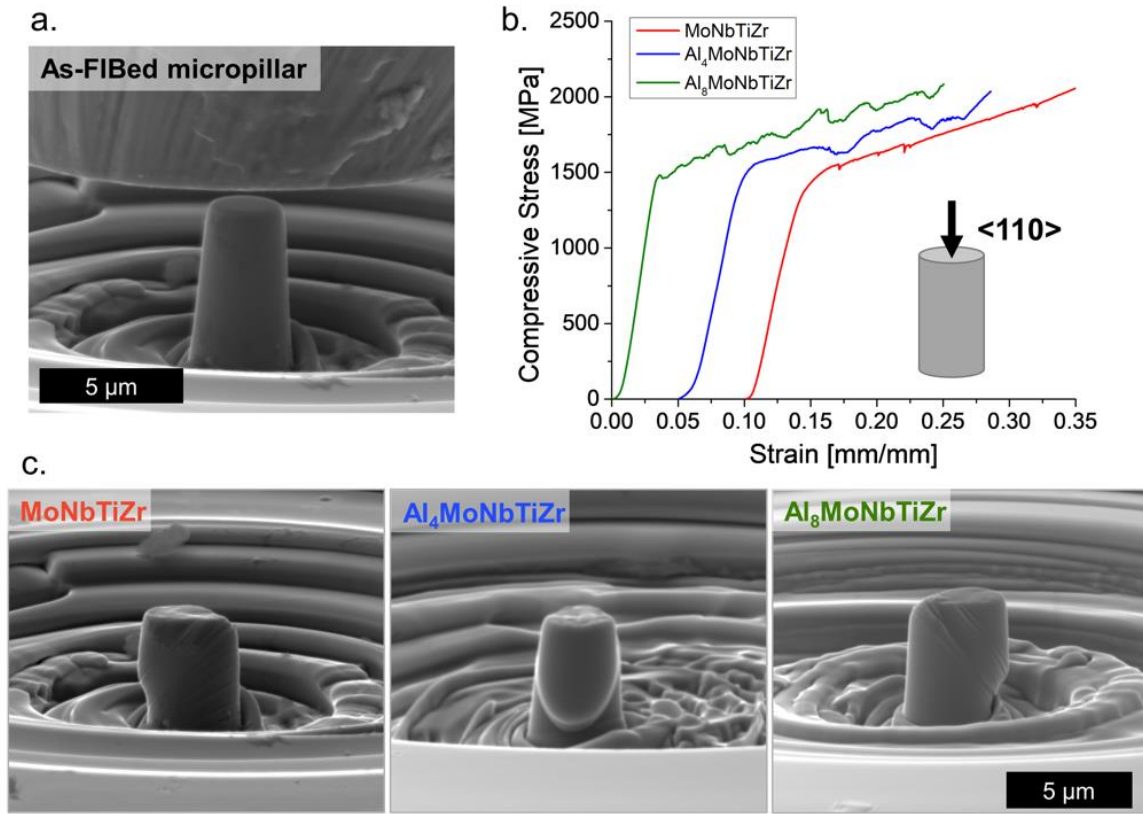 a.
As-FIBed micropillar
5 μm
b.
Compressive Stress [MPa]
2500
2000
1500
1000
500
0
MoNbTiZr
Al₄MoNbTiZr
Al₈MoNbTiZr
<110>
0.00 0.05 0.10 0.15 0.20 0.25 0.30 0.35
Strain [mm/mm]
c.
MoNbTiZr
Al₄MoNbTiZr
Al₈MoNbTiZr
5 μm